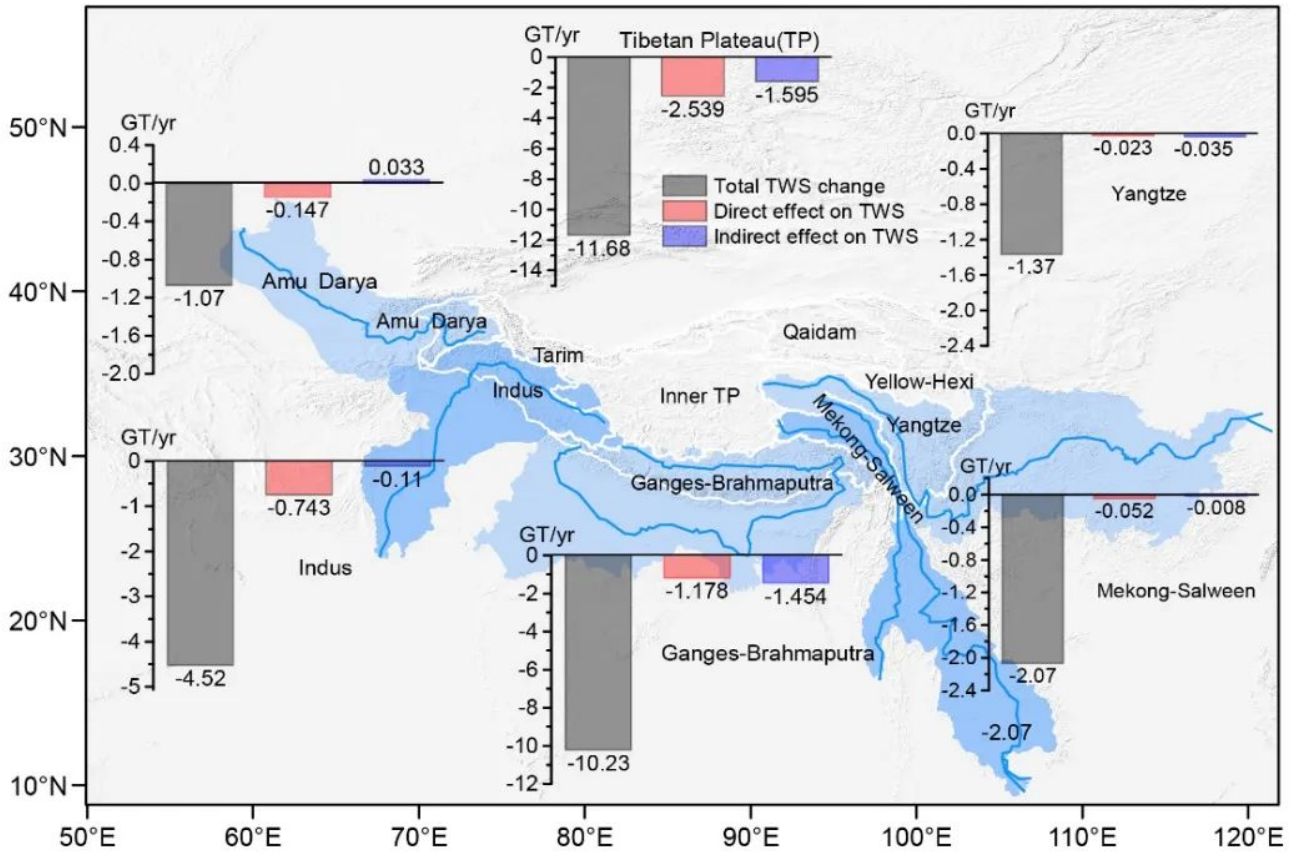 GT/yr
Tibetan Plateau(TP)
0
-2
-4
-6
-8
-10
-12
-14
-11.68
-2.539
-1.595
Total TWS change
Direct effect on TWS
Indirect effect on TWS
GT/yr
0.4
0.0
-0.4
-0.8
-1.2
-1.6
-2.0
-1.07
-0.147
0.033
GT/yr
0.0
-0.4
-0.8
-1.2
-1.6
-2.0
-2.4
-1.37
-0.023
-0.035
Yangtze
Amu Darya
Amu Darya
Tarim
Indus
Qaidam
Inner TP
Yellow-Hexi
Yangtze
Mekong-Salween
Ganges-Brahmaputra
GT/yr
0
-1
-2
-3
-4
-5
-4.52
-0.743
-0.11
Indus
GT/yr
0
-2
-4
-6
-8
-10
-12
-10.23
-1.178
-1.454
Ganges-Brahmaputra
GT/yr
0.0
-0.4
-0.8
-1.2
-1.6
-2.0
-2.4
-2.07
-0.052
-0.008
Mekong-Salween
-2.07
50°N
40°N
30°N
20°N
10°N
50°E
60°E
70°E
80°E
90°E
100°E
110°E
120°E